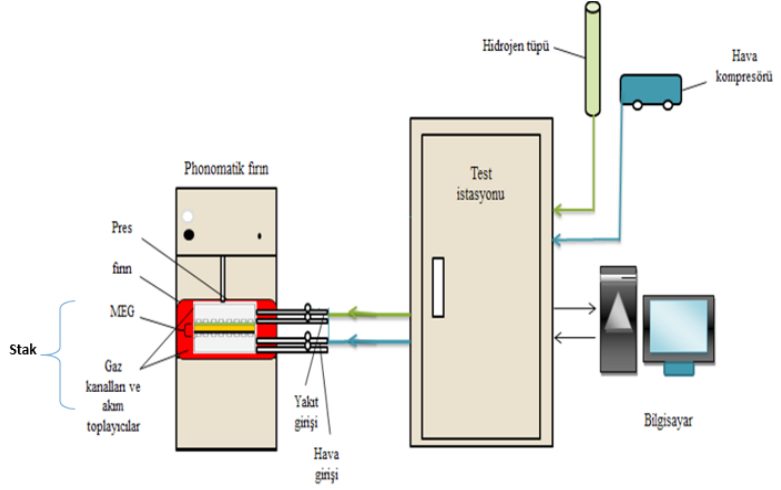 Hidrojen tüpü
Hava
kompresörü
Test
istasyonu
Phonomatik fırın
Pres
fırın
MEG
Stak
Gaz
kanalları ve
akım
toplayıcılar
Yakıt
girişi
Hava
girişi
Bilgisayar